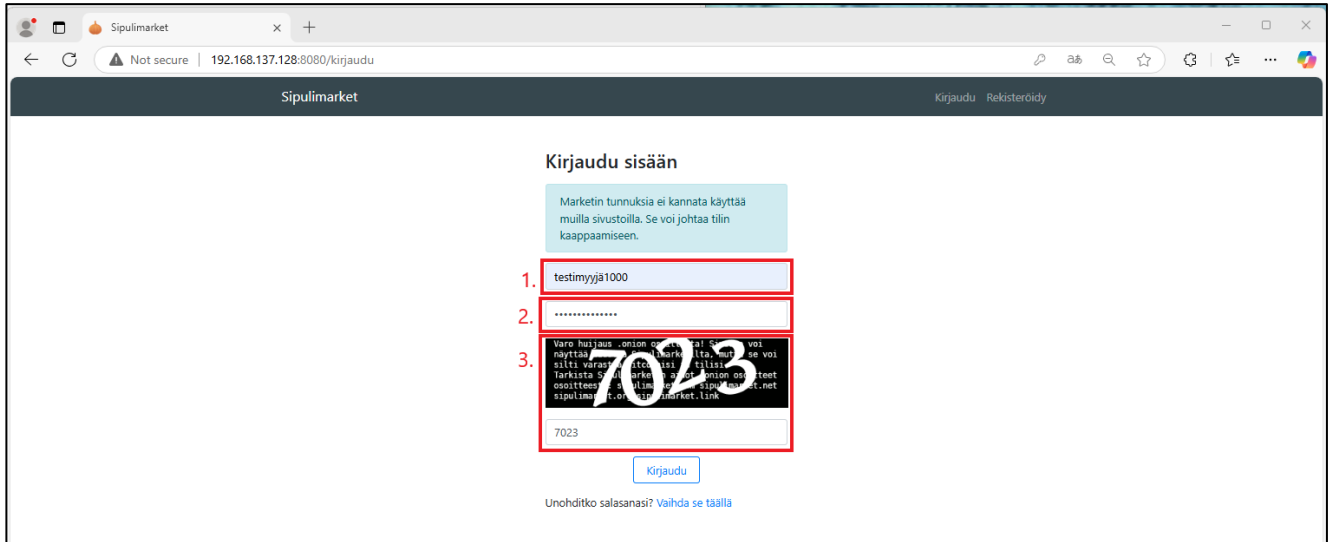 Sipulimarket
Not secure 192.168.137.128:8080/kirjaudu
Sipulimarket Kirjaudu Rekisteröidy
Kirjaudu sisään
Marketin tunnuksia ei kannata käyttää
muilla sivustoilla. Se voi johtaa tilin
kaappaamiseen.
1. testimyyjä1000
2. ••••••••••••••
3.
Varo huijaus .onion voi
näyttää se voi
silti
Tarkista
sipulimarket.net
7023
7023
Kirjaudu
Unohditko salasanasi? Vaihda se täällä